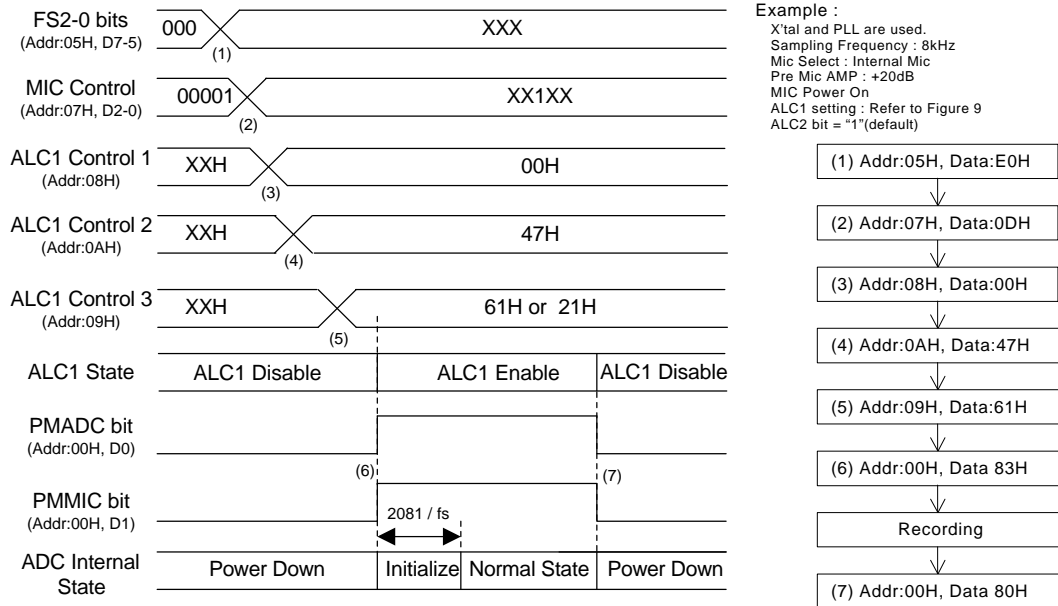 FS2-0 bits
(Addr:05H, D7-5)
000
XXX
(1)
MIC Control
(Addr:07H, D2-0)
00001
XX1XX
(2)
ALC1 Control 1
(Addr:08H)
XXH
00H
(3)
ALC1 Control 2
(Addr:0AH)
XXH
47H
(4)
ALC1 Control 3
(Addr:09H)
XXH
61H or 21H
(5)
ALC1 State
ALC1 Disable
ALC1 Enable
ALC1 Disable
PMADC bit
(Addr:00H, D0)
(6)
(7)
PMMIC bit
(Addr:00H, D1)
2081 / fs
ADC Internal
State
Power Down
Initialize
Normal State
Power Down
Example :
X'tal and PLL are used.
Sampling Frequency : 8kHz
Mic Select : Internal Mic
Pre Mic AMP : +20dB
MIC Power On
ALC1 setting : Refer to Figure 9
ALC2 bit = “1”(default)
(1) Addr:05H, Data:E0H
(2) Addr:07H, Data:0DH
(3) Addr:08H, Data:00H
(4) Addr:0AH, Data:47H
(5) Addr:09H, Data:61H
(6) Addr:00H, Data 83H
Recording
(7) Addr:00H, Data 80H